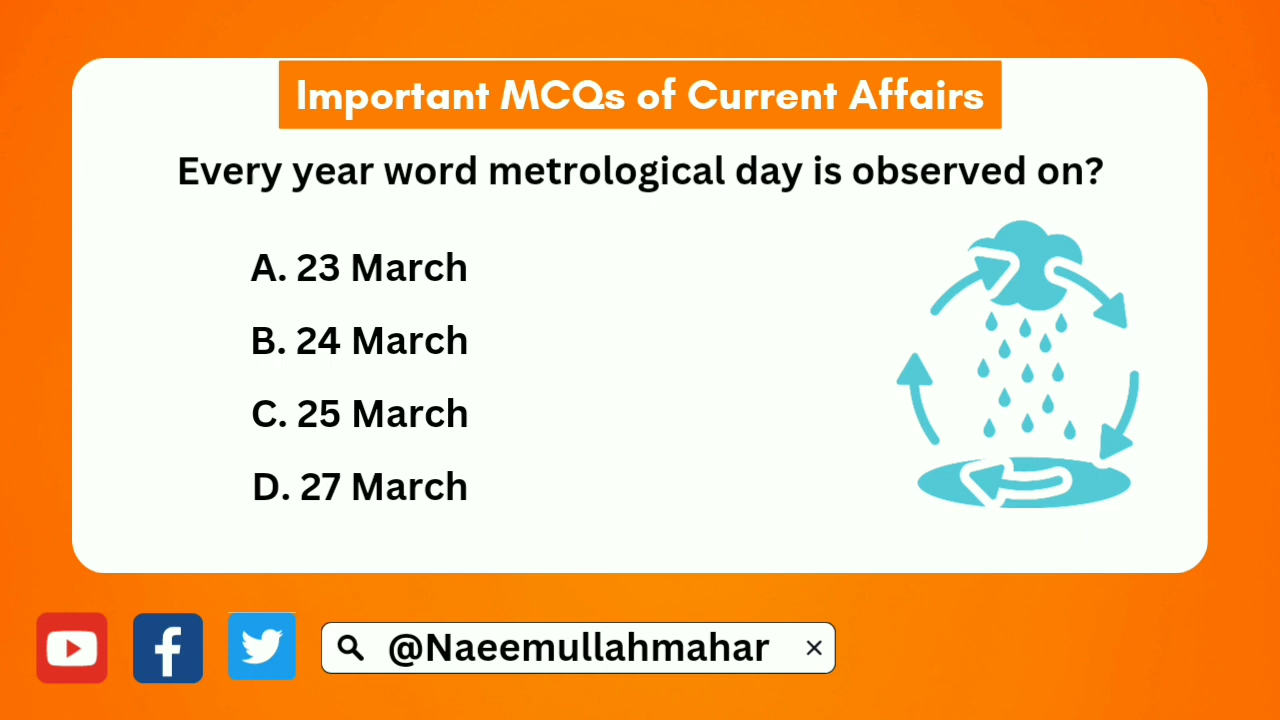 Important MCQs of Current Affairs
Every year word metrological day is observed on?
A. 23 March
B. 24 March
C. 25 March
D. 27 March
@Naeemullahmahar